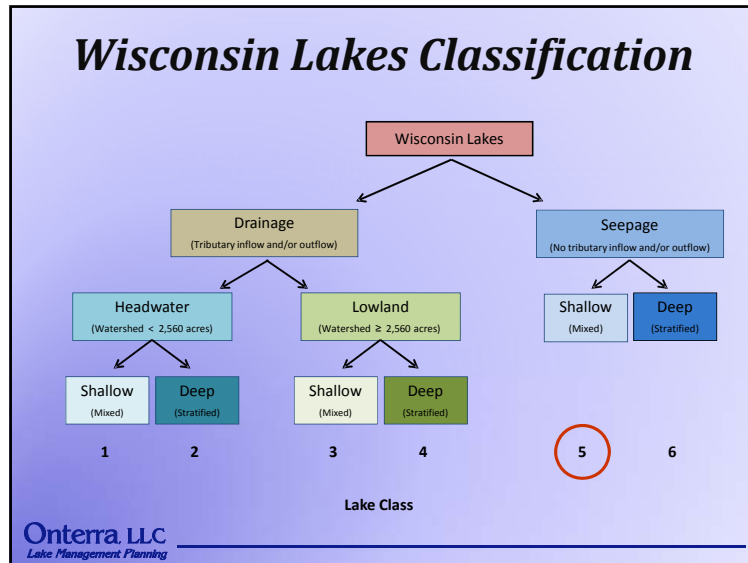 Wisconsin Lakes Classification
Wisconsin Lakes
Drainage
(Tributary inflow and/or outflow)
Seepage
(No tributary inflow and/or outflow)
Headwater
(Watershed < 2,560 acres)
Lowland
(Watershed ≥ 2,560 acres)
Shallow
(Mixed)
Deep
(Stratified)
Shallow
(Mixed)
Deep
(Stratified)
Shallow
(Mixed)
Deep
(Stratified)
1 2 3 4 5 6
Lake Class
Onterra, LLC
Lake Management Planning